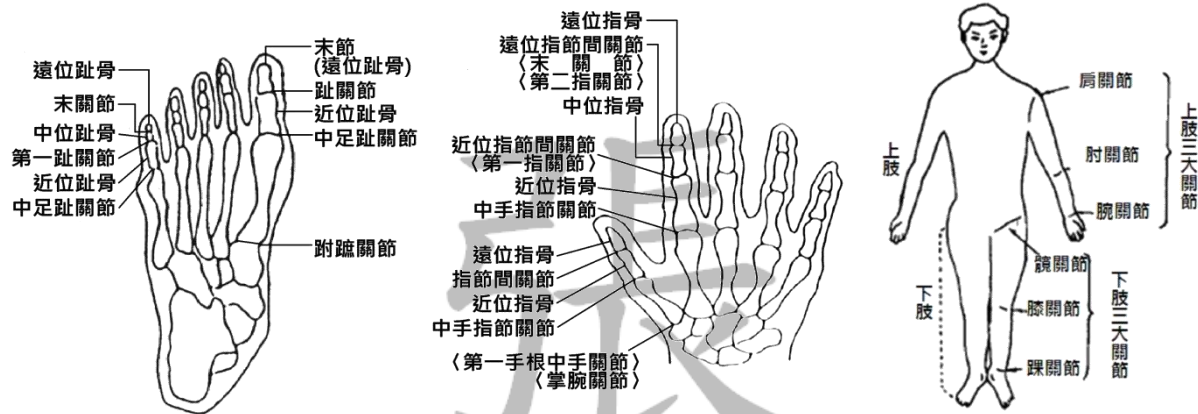 遠位趾骨
末關節
中位趾骨
第一趾關節
近位趾骨
中足趾關節
末節
(遠位趾骨)
趾關節
近位趾骨
中足趾關節
跗蹠關節
遠位指骨
遠位指節間關節
〈末關節〉
〈第二指關節〉
中位指骨
近位指節間關節
〈第一指關節〉
近位指骨
中手指節關節
遠位指骨
指節間關節
近位指骨
中手指節關節
〈第一手根中手關節〉
〈掌腕關節〉
上肢
下肢
肩關節
肘關節
腕關節
上肢三大關節
髖關節
膝關節
踝關節
下肢三大關節